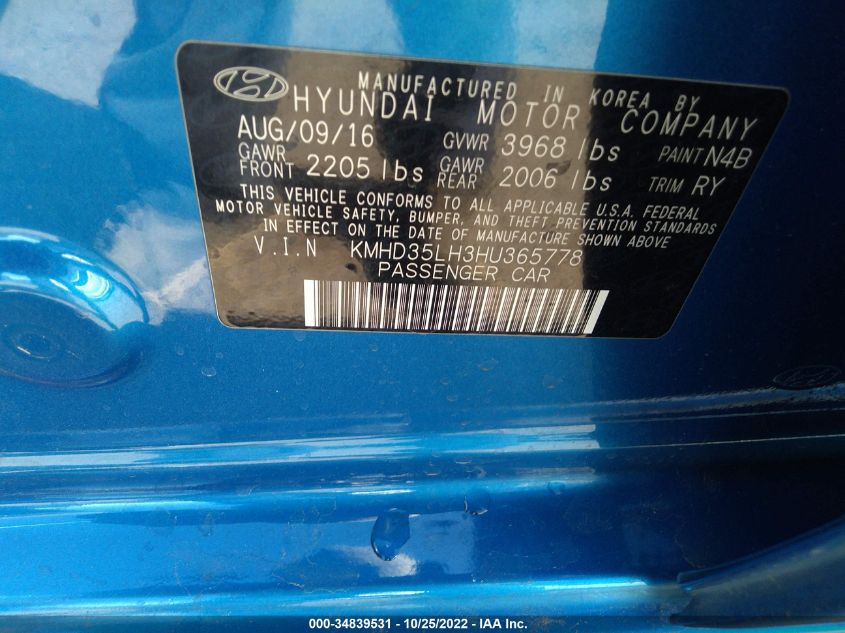 MANUFACTURED IN KOREA BY
HYUNDAI MOTOR COMPANY
AUG/09/16 GVWR 3968 lbs PAINT N4B
GAWR FRONT 2205 lbs GAWR REAR 2006 lbs TRIM RY
THIS VEHICLE CONFORMS TO ALL APPLICABLE U.S.A. FEDERAL
MOTOR VEHICLE SAFETY, BUMPER, AND THEFT PREVENTION STANDARDS
IN EFFECT ON THE DATE OF MANUFACTURE SHOWN ABOVE
V.I.N KMHD35LH3HU365778
PASSENGER CAR
000-34839531 - 10/25/2022 - IAA Inc.